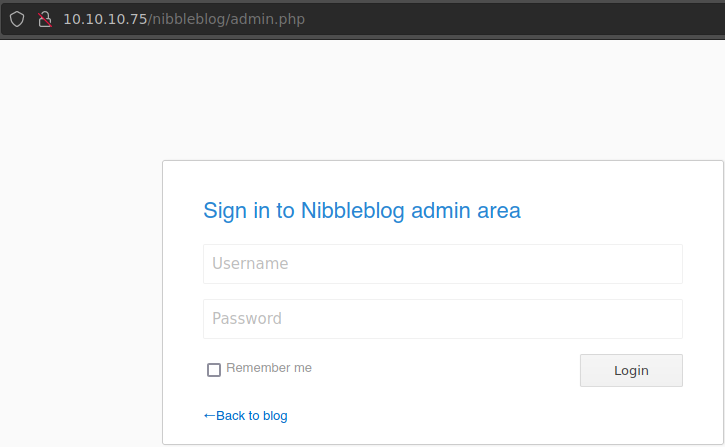 10.10.10.75/nibbleblog/admin.php
Sign in to Nibbleblog admin area
Username
Password
Remember me
Login
←Back to blog